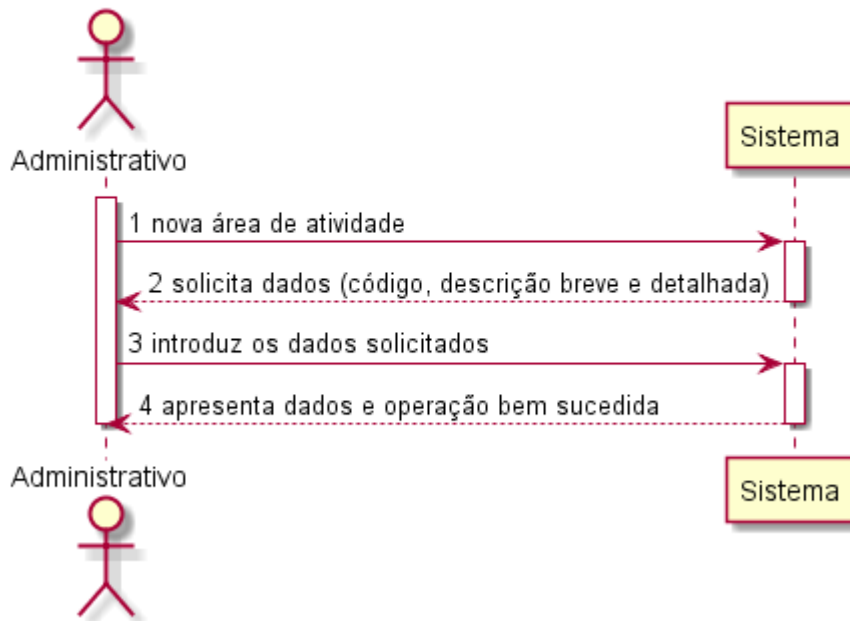 Administrativo
Sistema
1 nova área de atividade
2 solicita dados (código, descrição breve e detalhada)
3 introduz os dados solicitados
4 apresenta dados e operação bem sucedida
Administrativo
Sistema